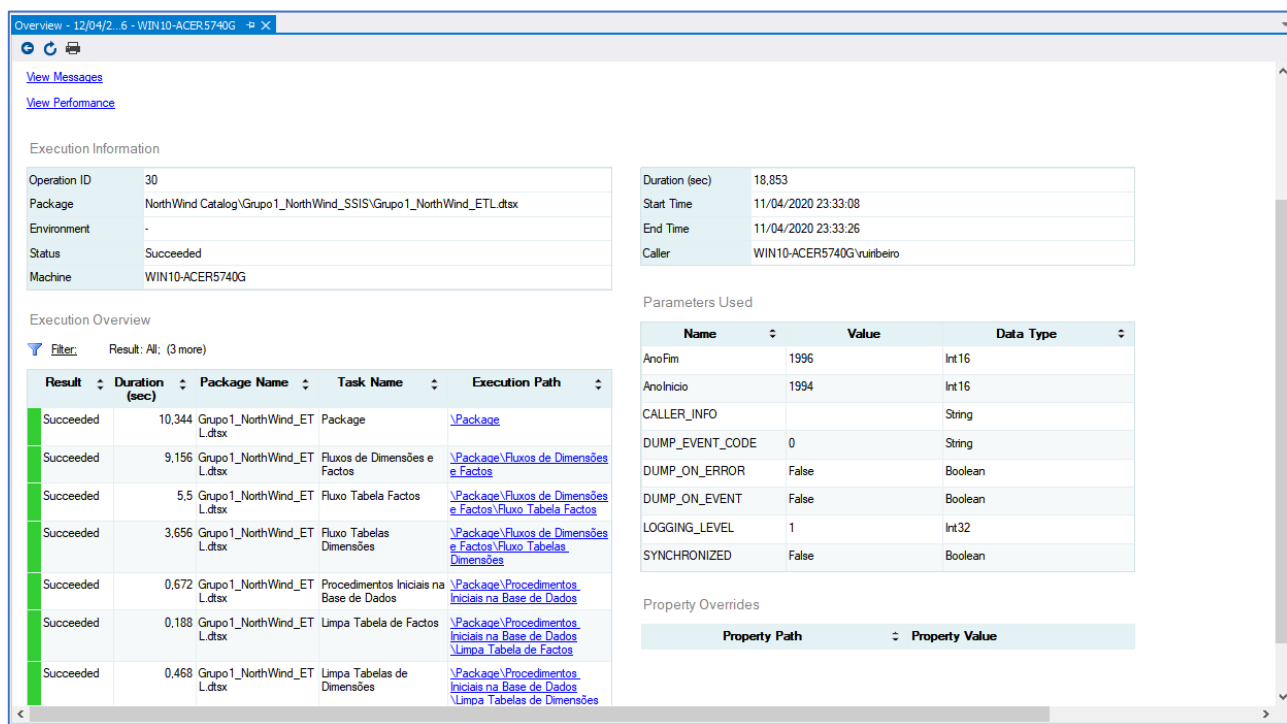 Overview - 12/04/2...6 - WIN10-ACER5740G
View Messages
View Performance
Execution Information
Operation ID 30
Package NorthWind Catalog\Grupo1_NorthWind_SSIS\Grupo1_NorthWind_ETL.dtsx
Environment -
Status Succeeded
Machine WIN10-ACER5740G
Duration (sec) 18,853
Start Time 11/04/2020 23:33:08
End Time 11/04/2020 23:33:26
Caller WIN10-ACER5740G\ruiribeiro
Execution Overview
Filter: Result: All; (3 more)
Result Duration Package Name Task Name Execution Path
(sec)
Succeeded 10,344 Grupo1_NorthWind_ET Package \Package
L.dtsx
Succeeded 9,156 Grupo1_NorthWind_ET Fluxos de Dimensões e \Package\Fluxos de Dimensões
L.dtsx Factos e Factos
Succeeded 5,5 Grupo1_NorthWind_ET Fluxo Tabela Factos \Package\Fluxos de Dimensões
L.dtsx e Factos\Fluxo Tabela Factos
Succeeded 3,656 Grupo1_NorthWind_ET Fluxo Tabelas \Package\Fluxos de Dimensões
L.dtsx Dimensões e Factos\Fluxo Tabelas
Dimensões
Succeeded 0,672 Grupo1_NorthWind_ET Procedimentos Iniciais na \Package\Procedimentos
L.dtsx Base de Dados Iniciais na Base de Dados
Succeeded 0,188 Grupo1_NorthWind_ET Limpa Tabela de Factos \Package\Procedimentos
L.dtsx Iniciais na Base de Dados
\Limpa Tabela de Factos
Succeeded 0,468 Grupo1_NorthWind_ET Limpa Tabelas de \Package\Procedimentos
L.dtsx Dimensões Iniciais na Base de Dados
\Limpa Tabelas de Dimensões
Parameters Used
Name Value Data Type
AnoFim 1996 Int16
AnoInicio 1994 Int16
CALLER_INFO String
DUMP_EVENT_CODE 0 String
DUMP_ON_ERROR False Boolean
DUMP_ON_EVENT False Boolean
LOGGING_LEVEL 1 Int32
SYNCHRONIZED False Boolean
Property Overrides
Property Path Property Value